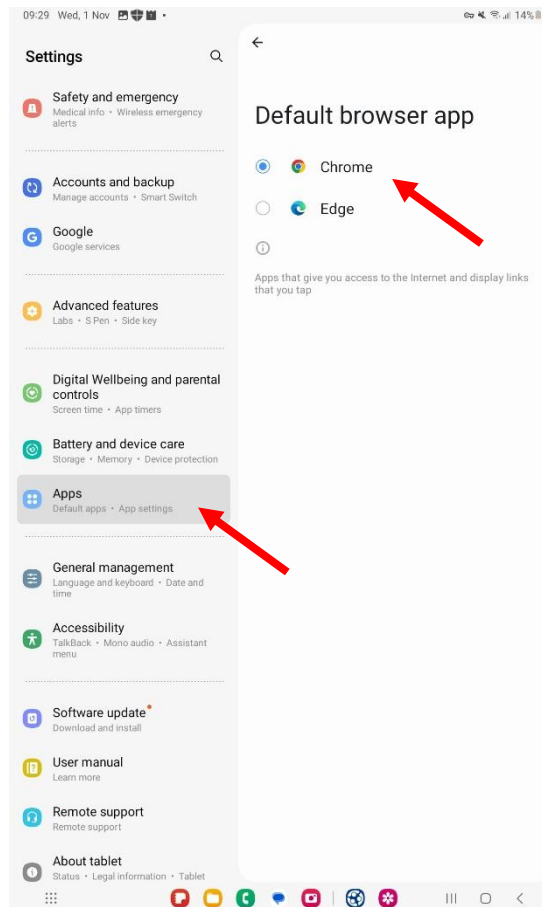 09:29 Wed, 1 Nov
14%
Settings
Safety and emergency
Medical info • Wireless emergency
alerts
Accounts and backup
Manage accounts • Smart Switch
Google
Google services
Advanced features
Labs • S Pen • Side key
Digital Wellbeing and parental
controls
Screen time • App timers
Battery and device care
Storage • Memory • Device protection
Apps
Default apps • App settings
General management
Language and keyboard • Date and
time
Accessibility
TalkBack • Mono audio • Assistant
menu
Software update
Download and install
User manual
Learn more
Remote support
Remote support
About tablet
Status • Legal information • Tablet
Default browser app
Chrome
Edge
Apps that give you access to the Internet and display links
that you tap